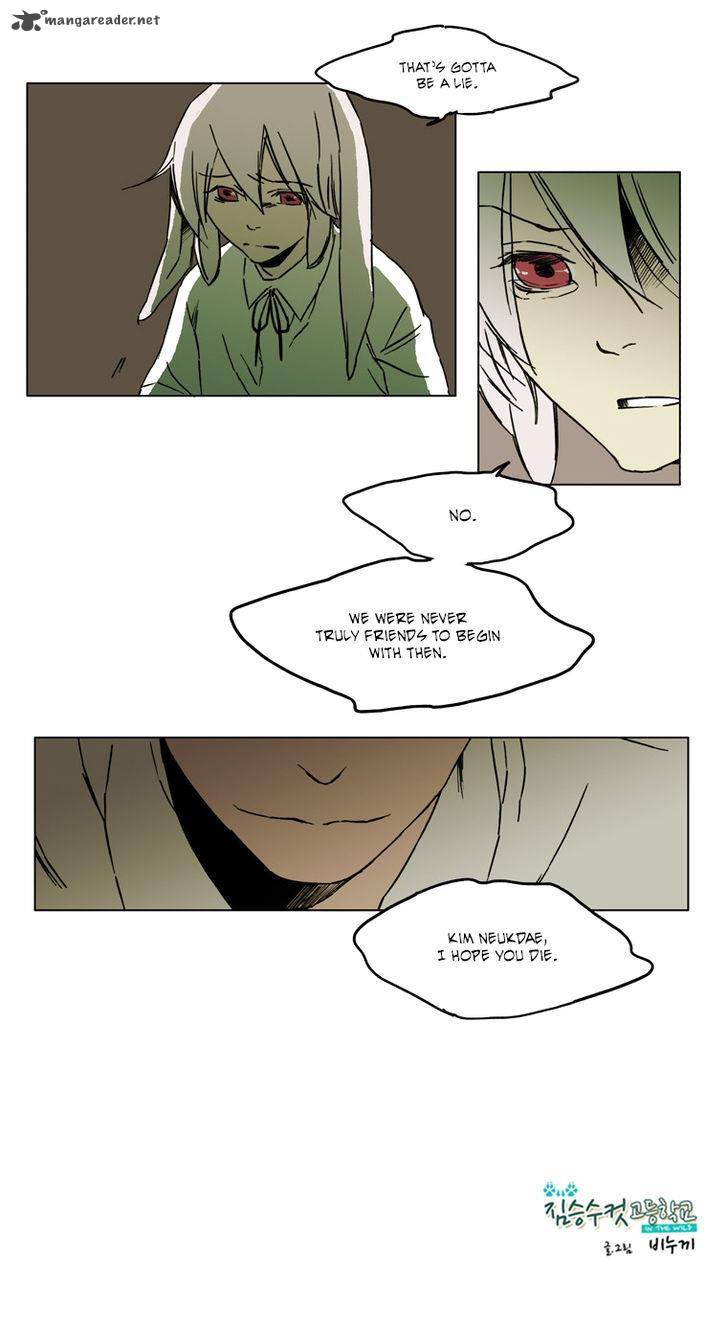 mangareader.net
THAT'S GOTTA
BE A LIE.
NO.
WE WERE NEVER
TRULY FRIENDS TO BEGIN
WITH THEN.
KIM NEUKDAE,
I HOPE YOU DIE.
짐승수컷고등학교
IN THE WILD
글.그림 비누끼